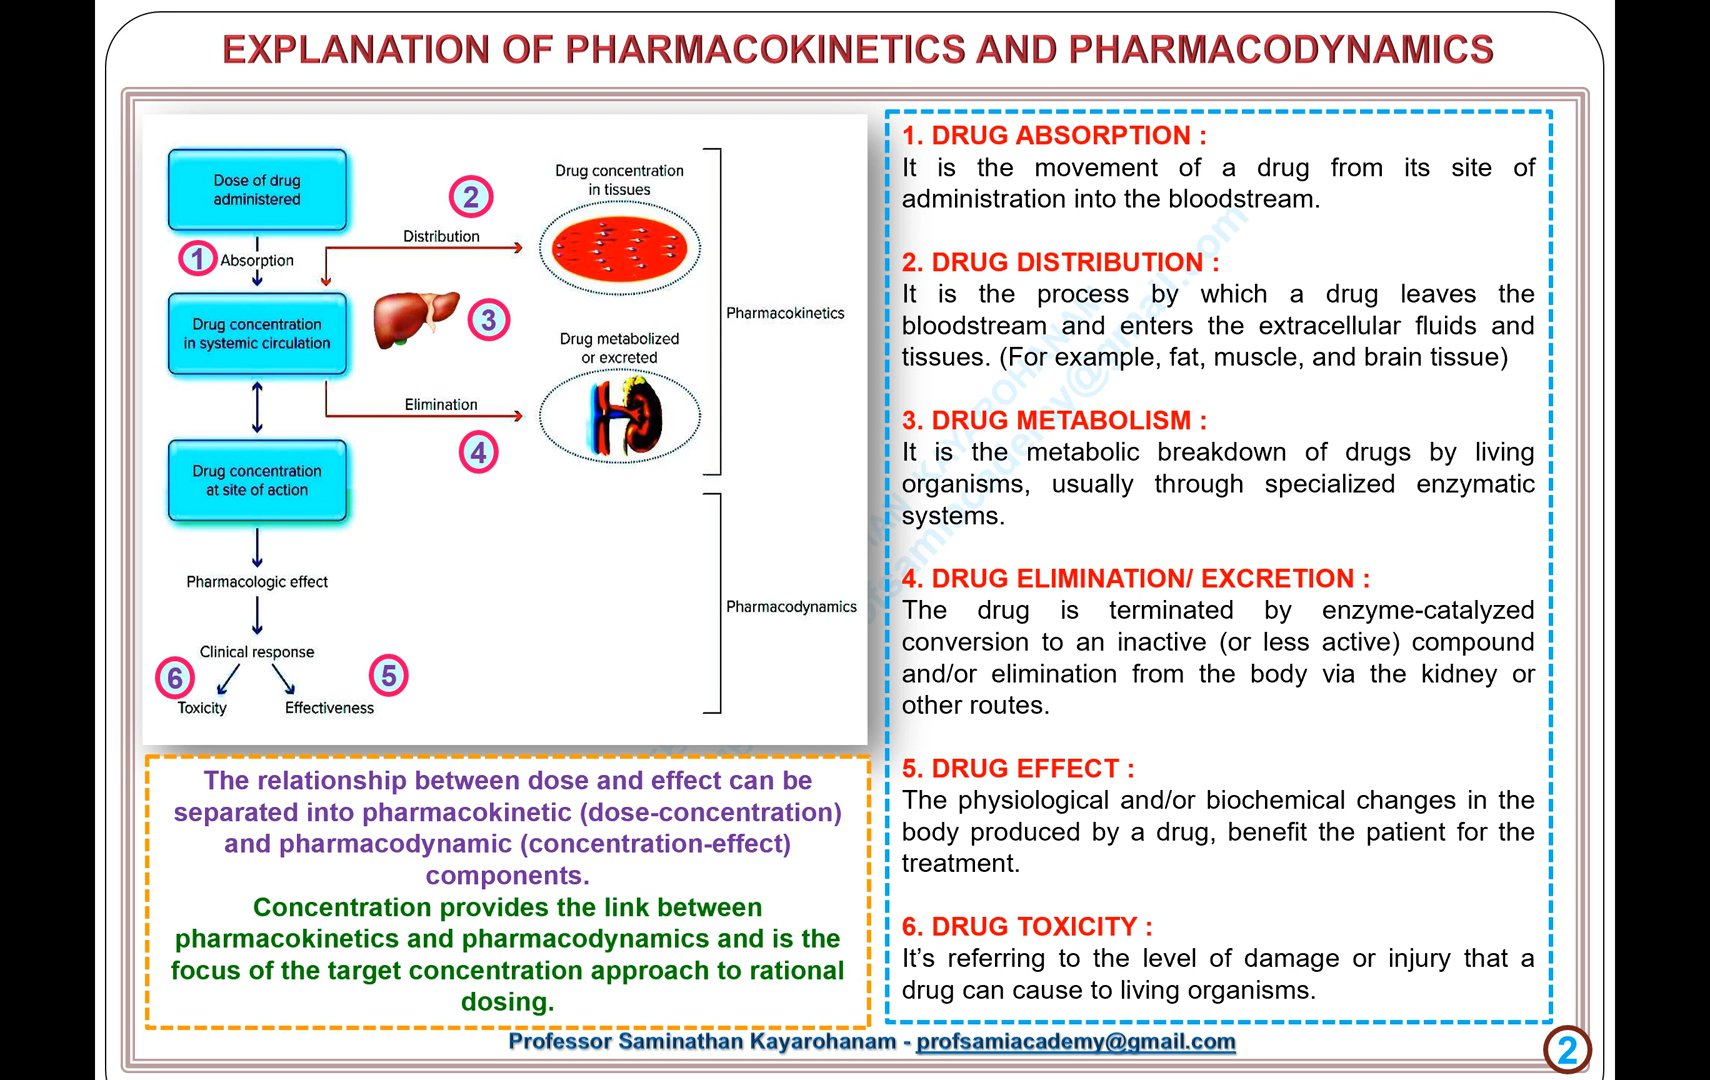 EXPLANATION OF PHARMACOKINETICS AND PHARMACODYNAMICS
Dose of drug
administered
1
Absorption
Drug concentration
in systemic circulation
Drug concentration
at site of action
Pharmacologic effect
Clinical response
6
5
Toxicity
Effectiveness
2
Distribution
3
Elimination
4
Drug concentration
in tissues
Drug metabolized
or excreted
Pharmacokinetics
Pharmacodynamics
The relationship between dose and effect can be
separated into pharmacokinetic (dose-concentration)
and pharmacodynamic (concentration-effect)
components.
Concentration provides the link between
pharmacokinetics and pharmacodynamics and is the
focus of the target concentration approach to rational
dosing.
1. DRUG ABSORPTION :
It is the movement of a drug from its site of
administration into the bloodstream.
2. DRUG DISTRIBUTION :
It is the process by which a drug leaves the
bloodstream and enters the extracellular fluids and
tissues. (For example, fat, muscle, and brain tissue)
3. DRUG METABOLISM :
It is the metabolic breakdown of drugs by living
organisms, usually through specialized enzymatic
systems.
4. DRUG ELIMINATION/ EXCRETION :
The drug is terminated by enzyme-catalyzed
conversion to an inactive (or less active) compound
and/or elimination from the body via the kidney or
other routes.
5. DRUG EFFECT :
The physiological and/or biochemical changes in the
body produced by a drug, benefit the patient for the
treatment.
6. DRUG TOXICITY :
It’s referring to the level of damage or injury that a
drug can cause to living organisms.
Professor Saminathan Kayarohanam - profsamiacademy@gmail.com
2